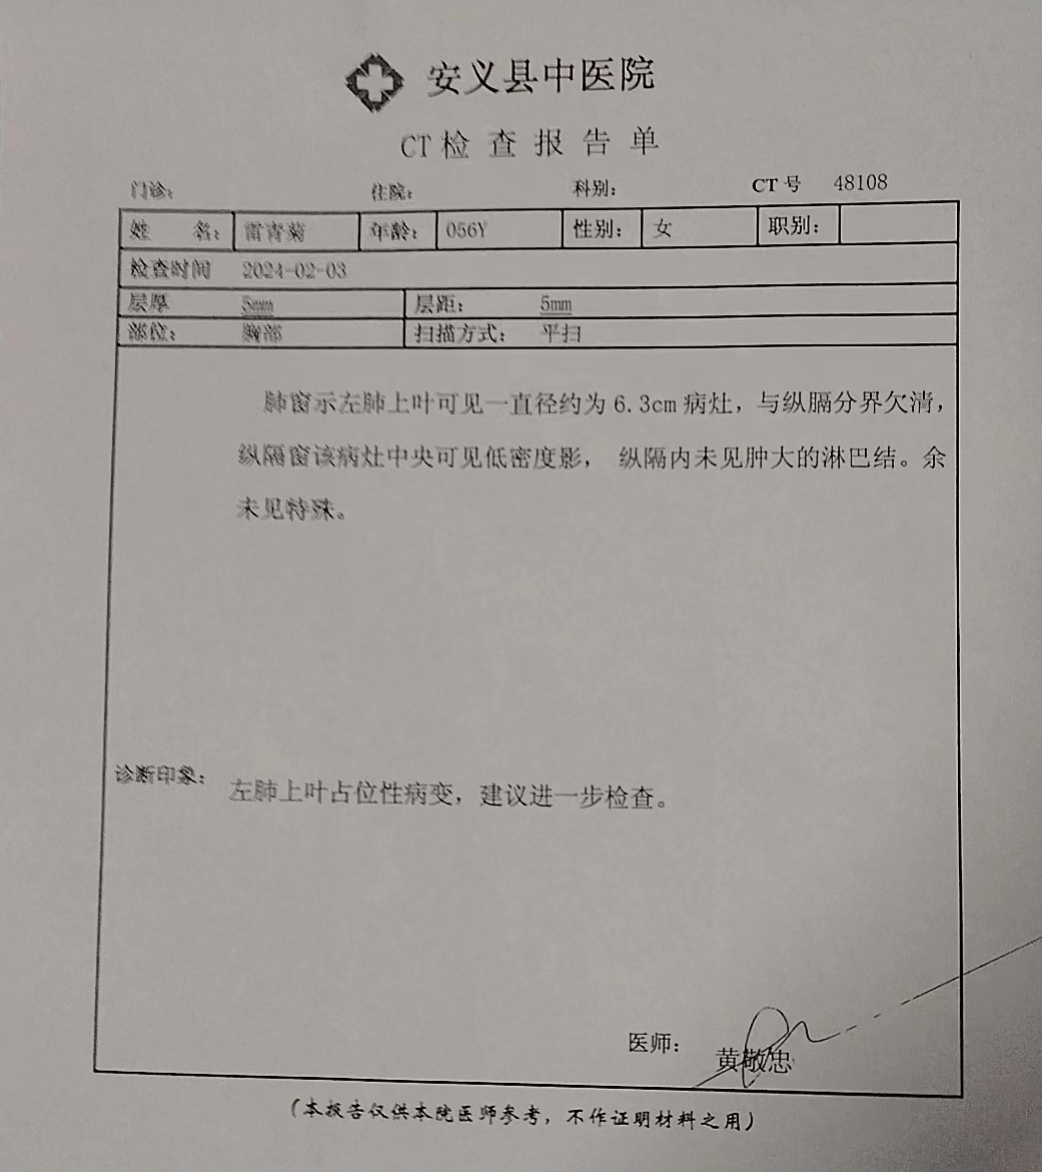 安义县中医院
CT检查报告单
门诊: 住院: 科别: CT号 48108
姓 名: 雷青菊 年龄: 056Y 性别: 女 职别:
检查时间 2024-02-03
层厚 5mm 层距: 5mm
部位: 胸部 扫描方式: 平扫
肺窗示左肺上叶可见一直径约为6.3cm病灶，与纵膈分界欠清，
纵隔窗该病灶中央可见低密度影， 纵隔内未见肿大的淋巴结。余
未见特殊。
诊断印象: 左肺上叶占位性病变，建议进一步检查。
医师: 黄敬忠
(本报告仅供本院医师参考，不作证明材料之用)